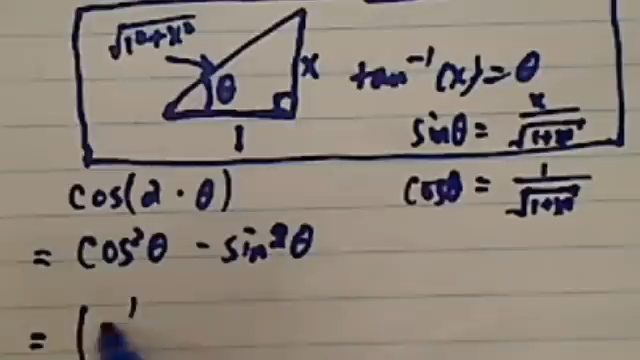 √(1²+x²)
θ
x
1
tan⁻¹(x) = θ
sinθ = x/√(1+x²)
cosθ = 1/√(1+x²)
cos(2 · θ)
= cos²θ - sin²θ
= (